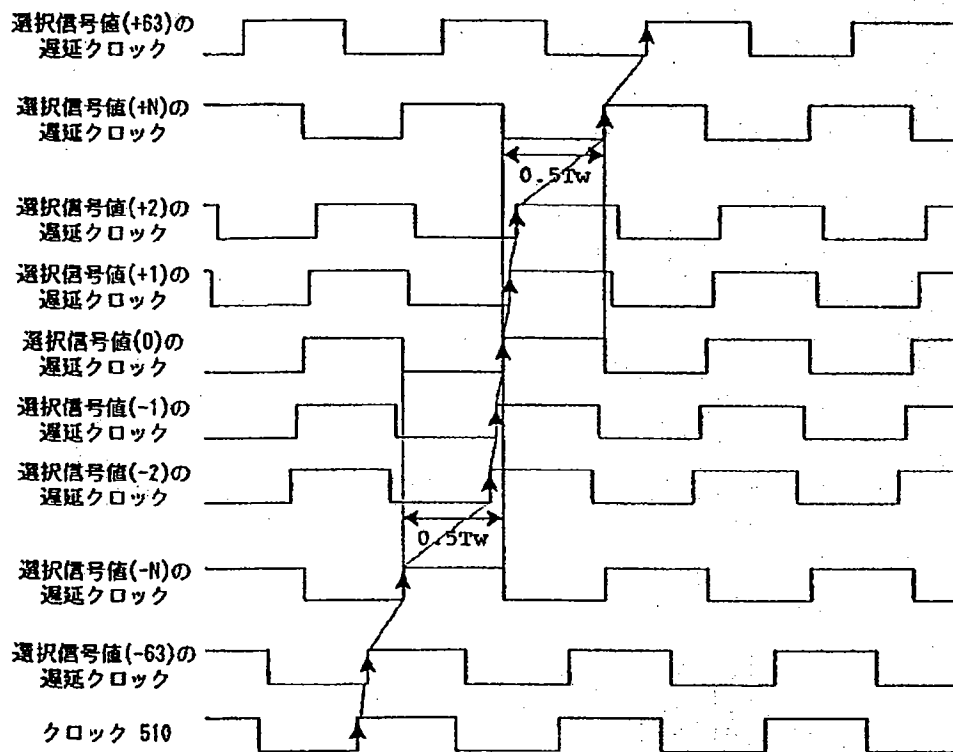 選択信号値(+63)の
遅延クロック
選択信号値(+N)の
遅延クロック
0.5Tw
選択信号値(+2)の
遅延クロック
選択信号値(+1)の
遅延クロック
選択信号値(0)の
遅延クロック
選択信号値(-1)の
遅延クロック
選択信号値(-2)の
遅延クロック
0.5Tw
選択信号値(-N)の
遅延クロック
選択信号値(-63)の
遅延クロック
クロック 510